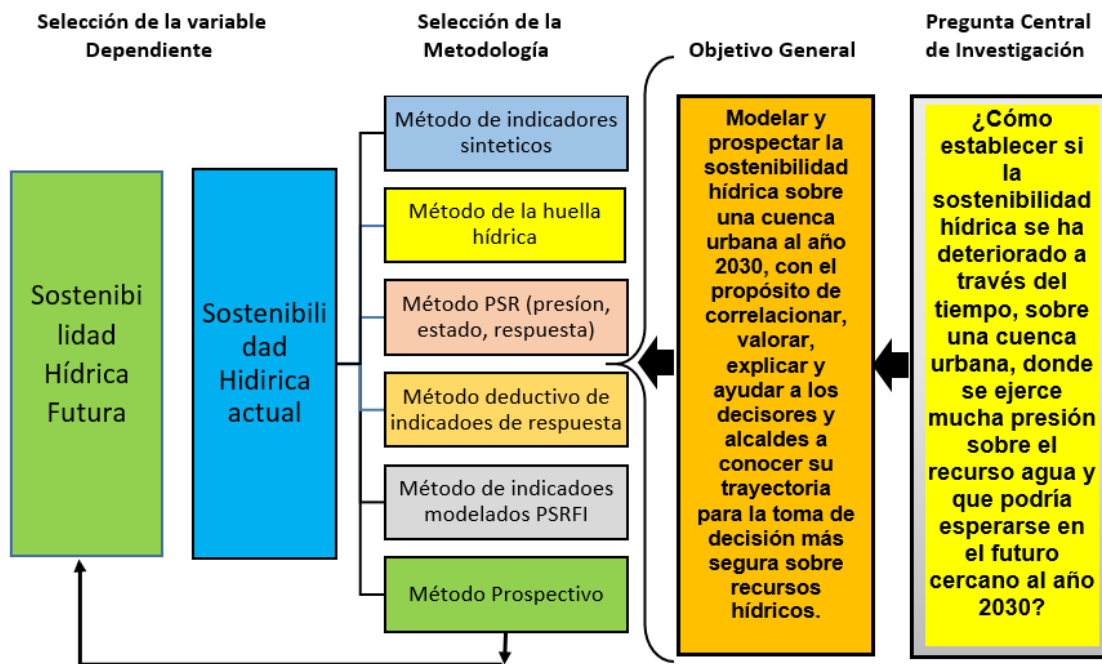 Selección de la variable
Dependiente
Selección de la
Metodología
Objetivo General
Pregunta Central
de Investigación
Sostenibi
lidad
Hídrica
Futura
Sostenibili
dad
Hidirica
actual
Método de indicadores
sinteticos
Método de la huella
hídrica
Método PSR (presíon,
estado, respuesta)
Método deductivo de
indicadoes de respuesta
Método de indicadoes
modelados PSRFI
Método Prospectivo
Modelar y
prospectar la
sostenibilidad
hídrica sobre
una cuenca
urbana al año
2030, con el
propósito de
correlacionar,
valorar,
explicar y
ayudar a los
decisores y
alcaldes a
conocer su
trayectoria
para la toma de
decisión más
segura sobre
recursos
hídricos.
¿Cómo
establecer si
la
sostenibilidad
hídrica se ha
deteriorado a
través del
tiempo, sobre
una cuenca
urbana, donde
se ejerce
mucha presión
sobre el
recurso agua y
que podría
esperarse en
el futuro
cercano al año
2030?